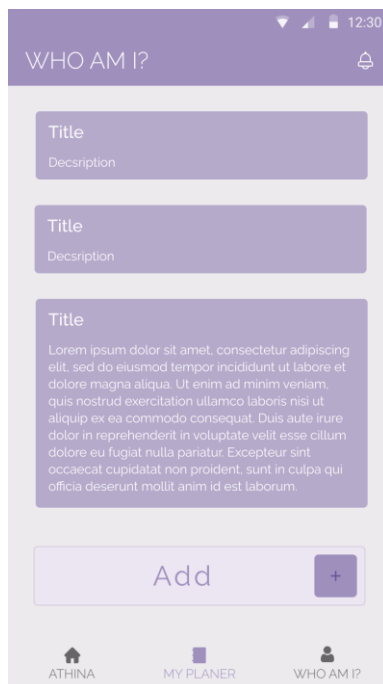 12:30
WHO AM I?
Title
Decsription
Title
Decsription
Title
Lorem ipsum dolor sit amet, consectetur adipiscing
elit, sed do eiusmod tempor incididunt ut labore et
dolore magna aliqua. Ut enim ad minim veniam,
quis nostrud exercitation ullamco laboris nisi ut
aliquip ex ea commodo consequat. Duis aute irure
dolor in reprehenderit in voluptate velit esse cillum
dolore eu fugiat nulla pariatur. Excepteur sint
occaecat cupidatat non proident, sunt in culpa qui
officia deserunt mollit anim id est laborum.
Add +
ATHINA MY PLANER WHO AM I?